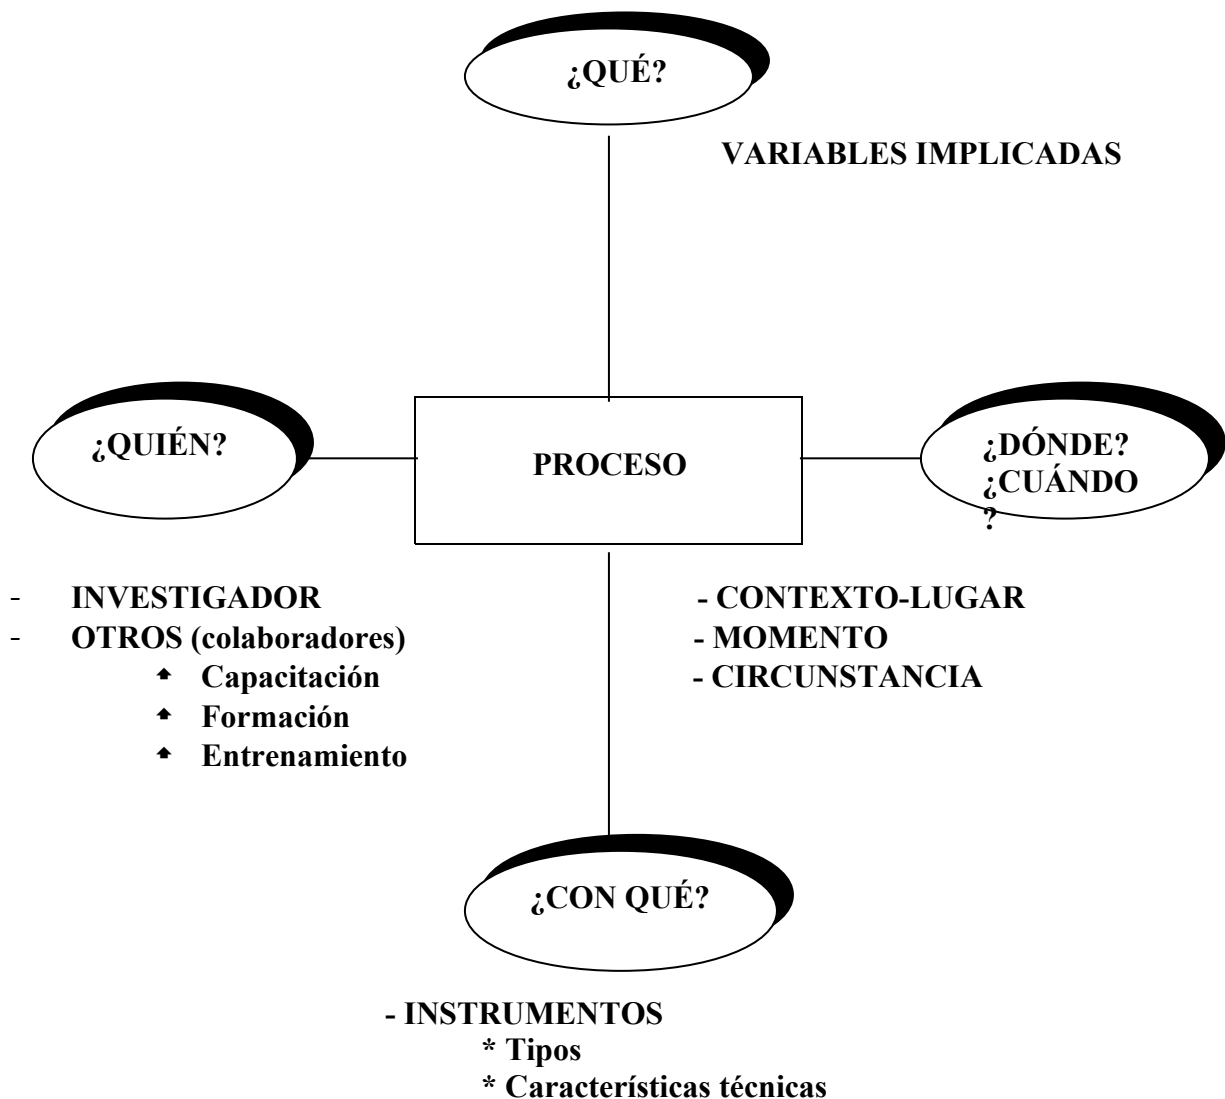 ¿QUÉ?
VARIABLES IMPLICADAS
¿QUIÉN?
PROCESO
¿DÓNDE?
¿CUÁNDO
?
- INVESTIGADOR
- OTROS (colaboradores)
Capacitación
Formación
Entrenamiento
- CONTEXTO-LUGAR
- MOMENTO
- CIRCUNSTANCIA
¿CON QUÉ?
- INSTRUMENTOS
* Tipos
* Características técnicas